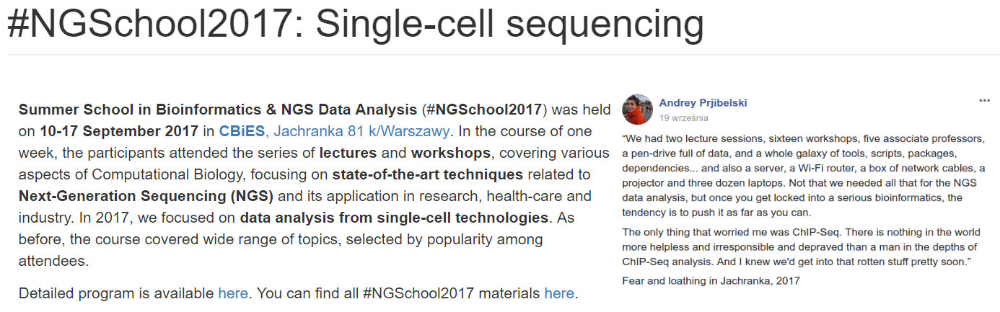 #NGSchool2017: Single-cell sequencing
Summer School in Bioinformatics & NGS Data Analysis (#NGSchool2017) was held
on 10-17 September 2017 in CBiES, Jachranka 81 k/Warszawy. In the course of one
week, the participants attended the series of lectures and workshops, covering various
aspects of Computational Biology, focusing on state-of-the-art techniques related to
Next-Generation Sequencing (NGS) and its application in research, health-care and
industry. In 2017, we focused on data analysis from single-cell technologies. As
before, the course covered wide range of topics, selected by popularity among
attendees.
Detailed program is available here. You can find all #NGSchool2017 materials here.
Andrey Prjibelski
19 września
“We had two lecture sessions, sixteen workshops, five associate professors,
a pen-drive full of data, and a whole galaxy of tools, scripts, packages,
dependencies... and also a server, a Wi-Fi router, a box of network cables, a
projector and three dozen laptops. Not that we needed all that for the NGS
data analysis, but once you get locked into a serious bioinformatics, the
tendency is to push it as far as you can.
The only thing that worried me was ChIP-Seq. There is nothing in the world
more helpless and irresponsible and depraved than a man in the depths of
ChIP-Seq analysis. And I knew we'd get into that rotten stuff pretty soon.”
Fear and loathing in Jachranka, 2017